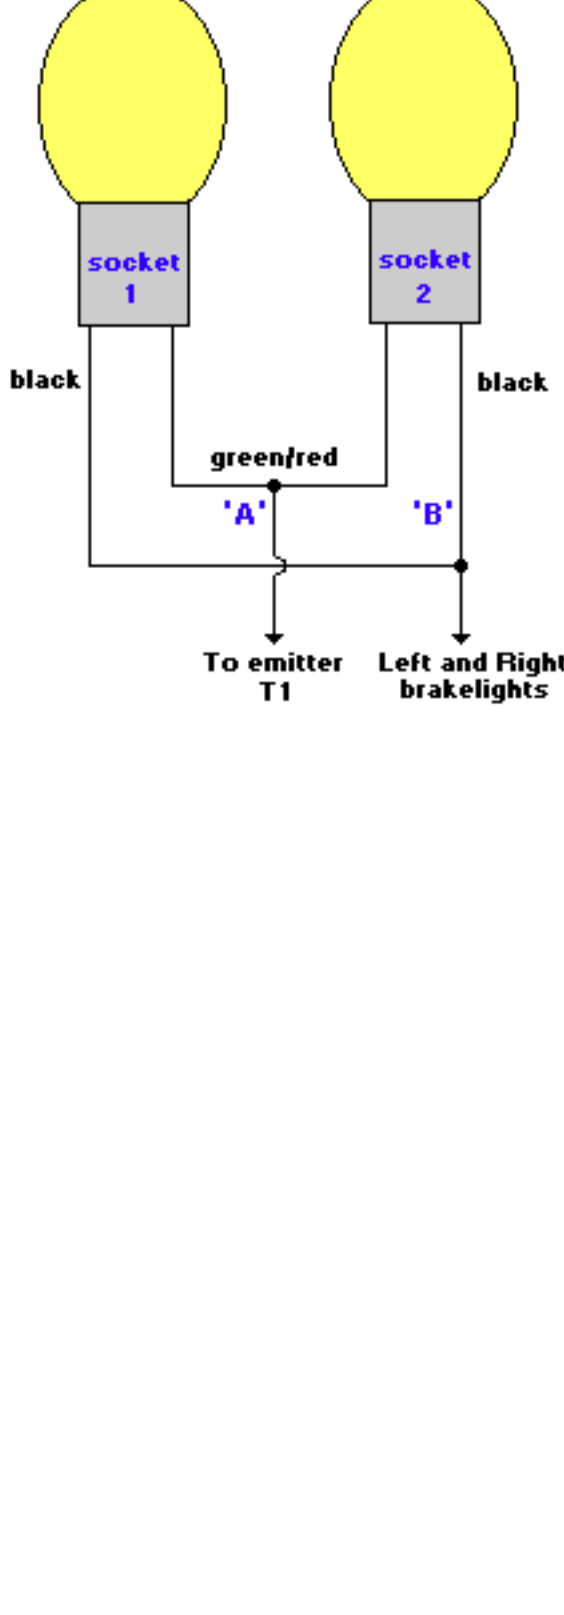 socket
1
socket
2
black
black
green/red
'A'
'B'
To emitter
T1
Left and Right
brakelights